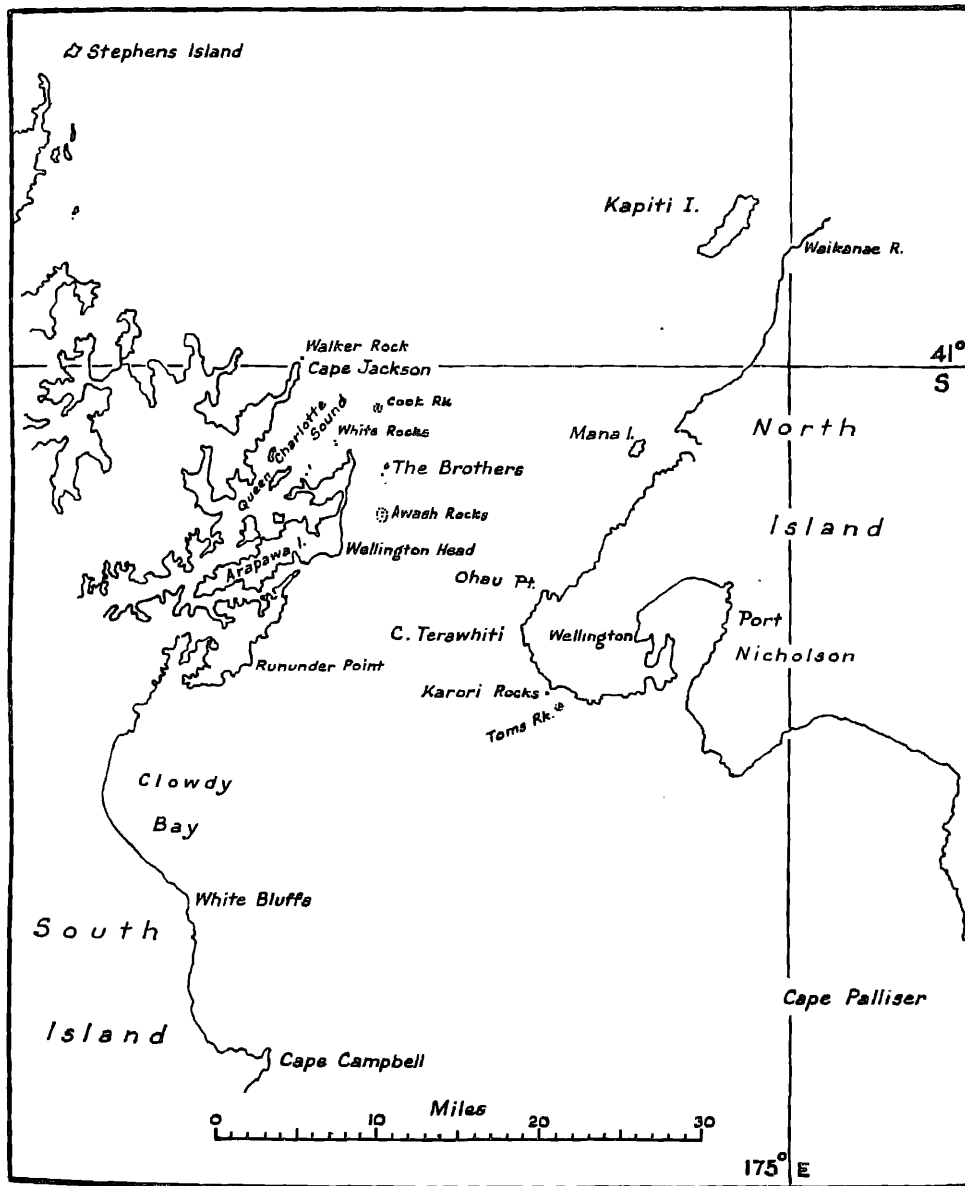 Stephens Island
Kapiti I.
Waikanae R.
Walker Rock
41°
Cape Jackson
S
Cook Rk.
Queen Charlotte
Sound
White Rocks
Mana I.
North
The Brothers
Awash Rocks
Island
Arapawa I.
Wellington Head
Ohau Pt.
C. Terawhiti
Wellington
Port
Nicholson
Rununder Point
Karori Rocks
Toms Rk.
Clowdy
Bay
White Bluffs
South
Cape Palliser
Island
Cape Campbell
Miles
0 10 20 30
175° E